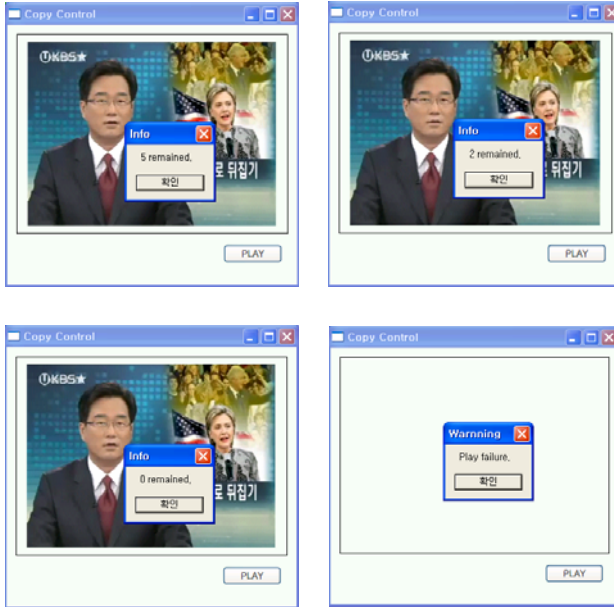 Copy Control
KBS
Info
5 remained,
확인
로 뒤집기
PLAY
Copy Control
KBS
Info
2 remained,
확인
로 뒤집기
PLAY
Copy Control
KBS
Info
0 remained,
확인
로 뒤집기
PLAY
Copy Control
Warnning
Play failure,
확인
PLAY